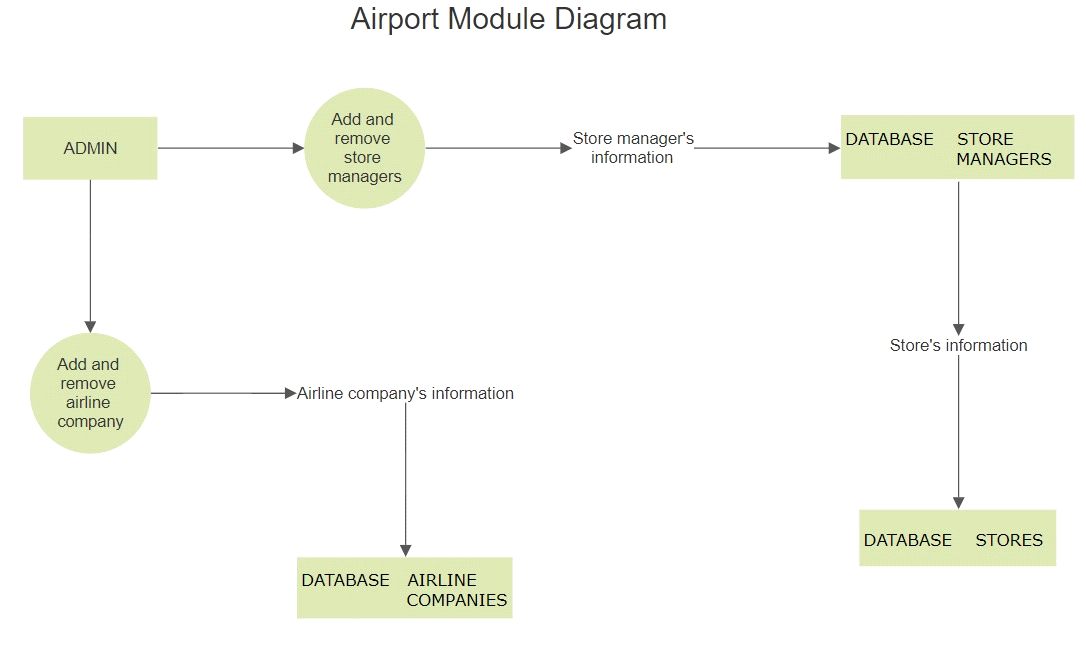 Airport Module Diagram
ADMIN
Add and
remove
store
managers
Store manager's
information
DATABASE STORE
MANAGERS
Store's information
Add and
remove
airline
company
Airline company's information
DATABASE STORES
DATABASE AIRLINE
COMPANIES